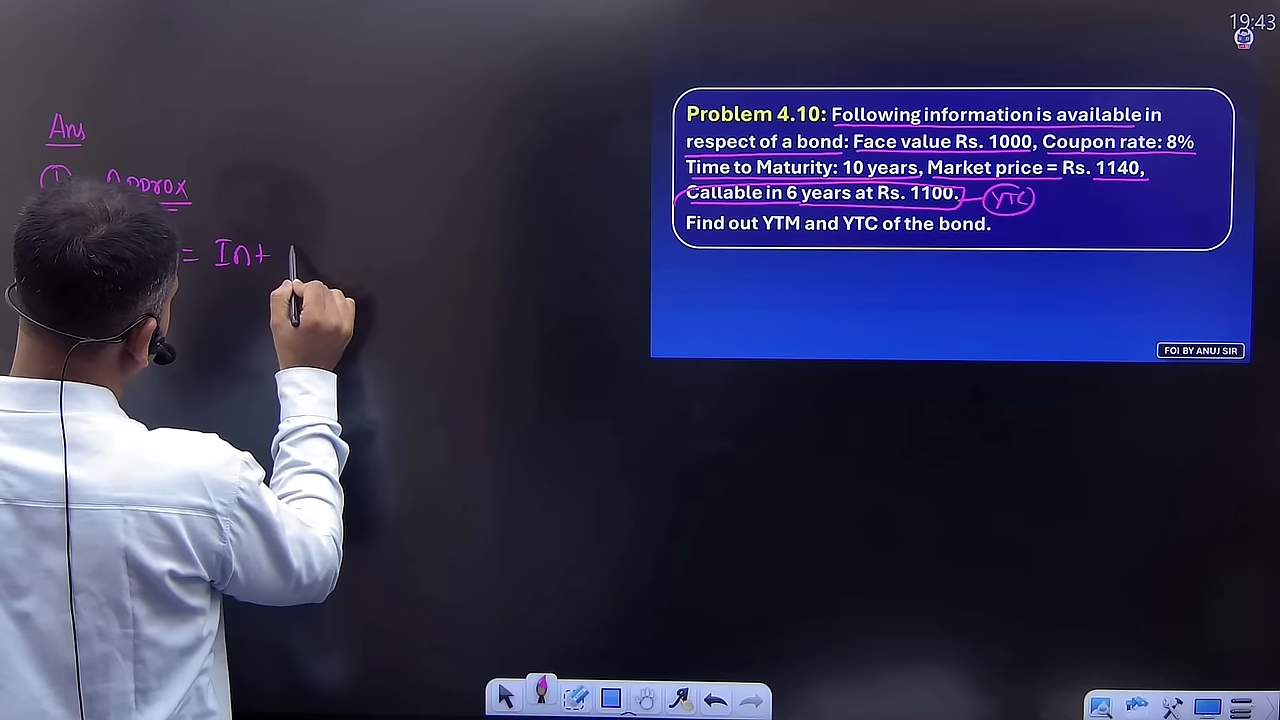 19:43
Ans
① Approx
= Int
Problem 4.10: Following information is available in
respect of a bond: Face value Rs. 1000, Coupon rate: 8%
Time to Maturity: 10 years, Market price = Rs. 1140,
Callable in 6 years at Rs. 1100. YTC
Find out YTM and YTC of the bond.
FOI BY ANUJ SIR